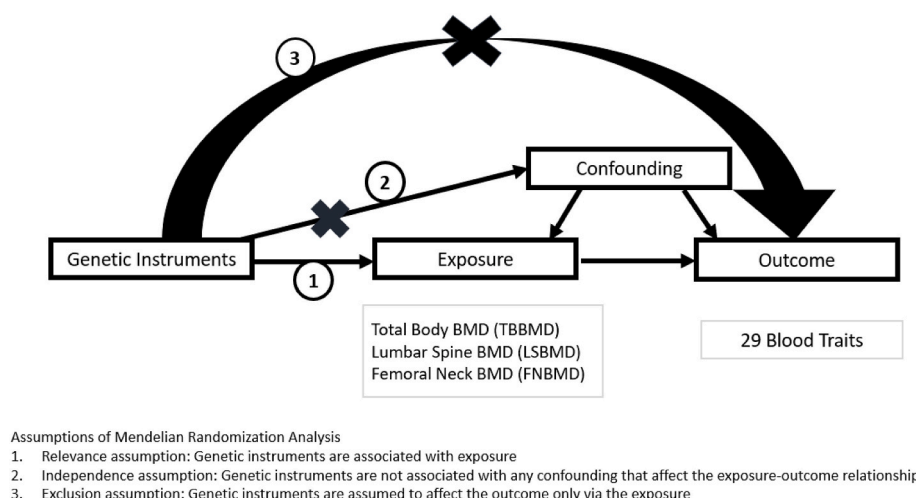 3
2
Confounding
Genetic Instruments
Exposure
Outcome
1
Total Body BMD (TBBMD)
Lumbar Spine BMD (LSBMD)
Femoral Neck BMD (FNBMD)
29 Blood Traits
Assumptions of Mendelian Randomization Analysis
1. Relevance assumption: Genetic instruments are associated with exposure
2. Independence assumption: Genetic instruments are not associated with any confounding that affect the exposure-outcome relationship
3. Exclusion assumption: Genetic instruments are assumed to affect the outcome only via the exposure